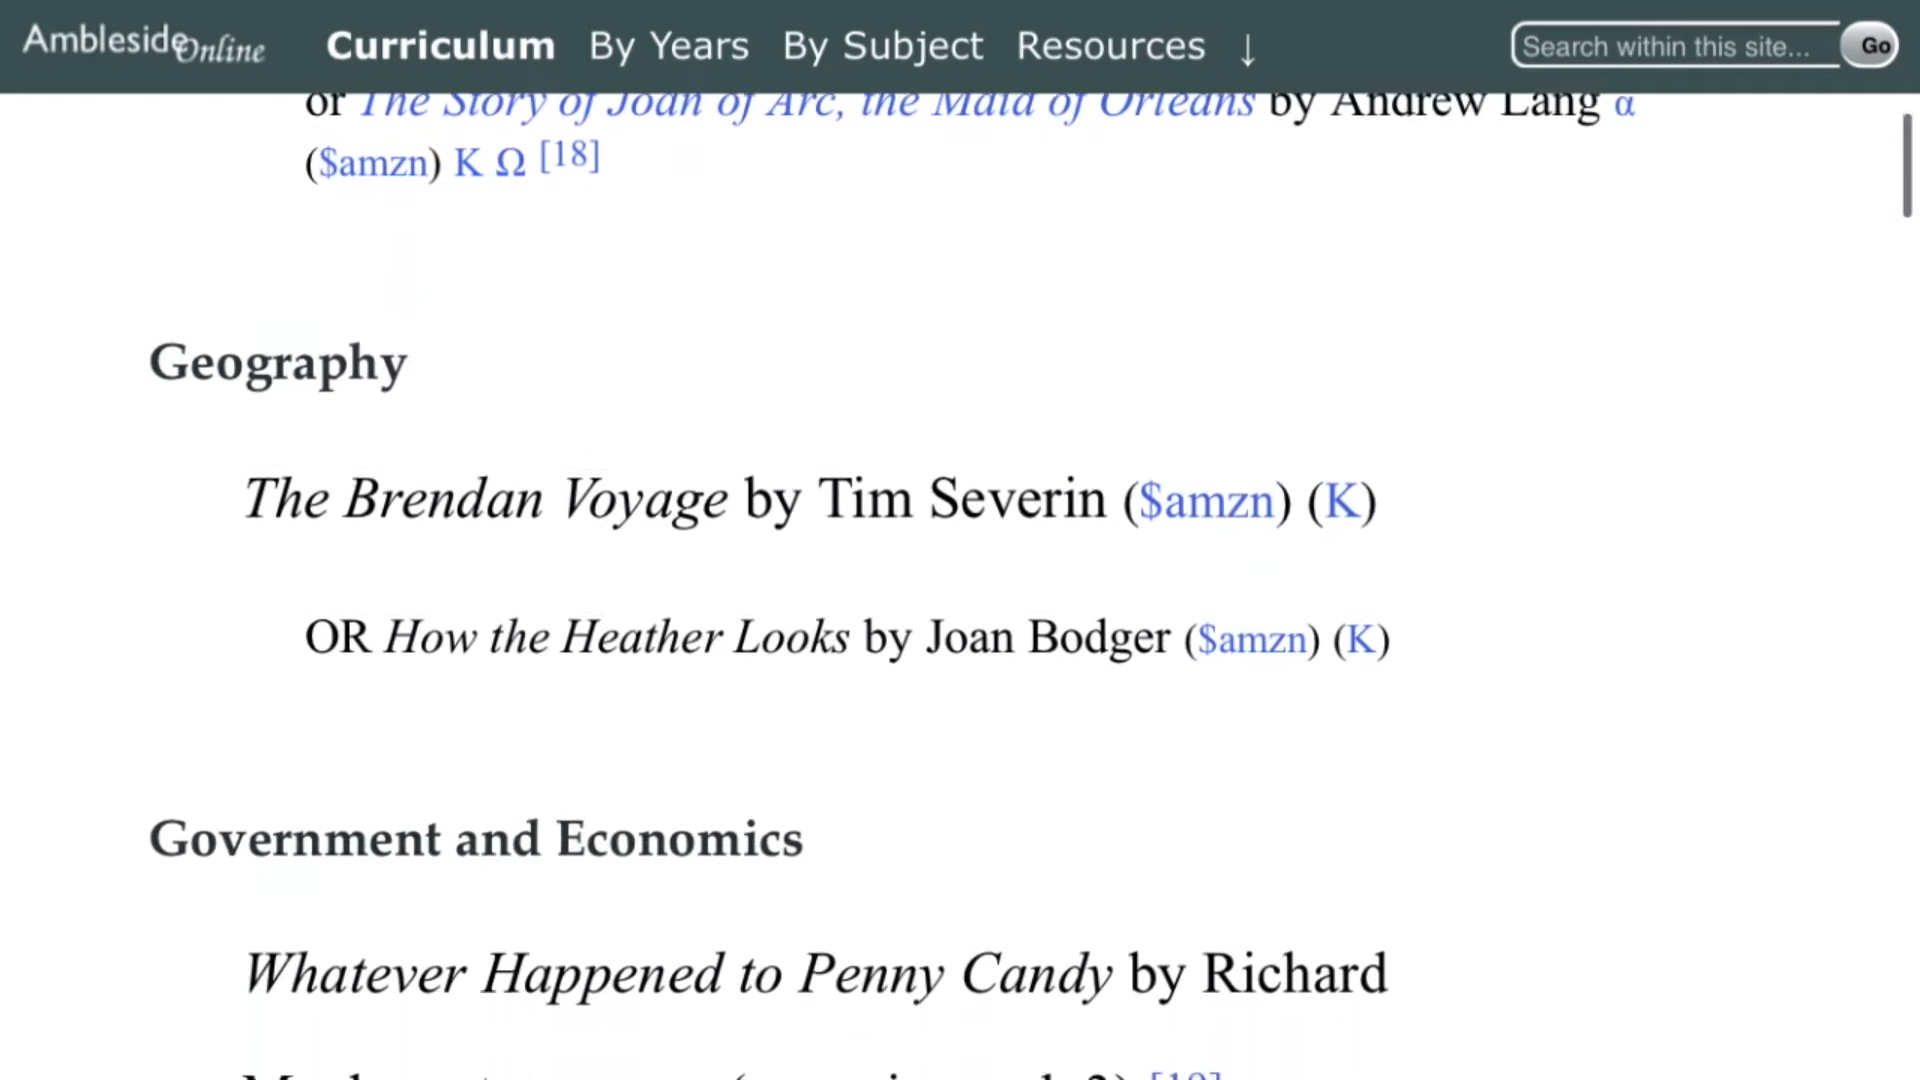 Ambleside Online Curriculum By Years By Subject Resources ↓ Search within this site... Go
or The Story of Joan of Arc, the Maid of Orleans by Andrew Lang α
($amzn) K Ω [18]
Geography
The Brendan Voyage by Tim Severin ($amzn) (K)
OR How the Heather Looks by Joan Bodger ($amzn) (K)
Government and Economics
Whatever Happened to Penny Candy by Richard